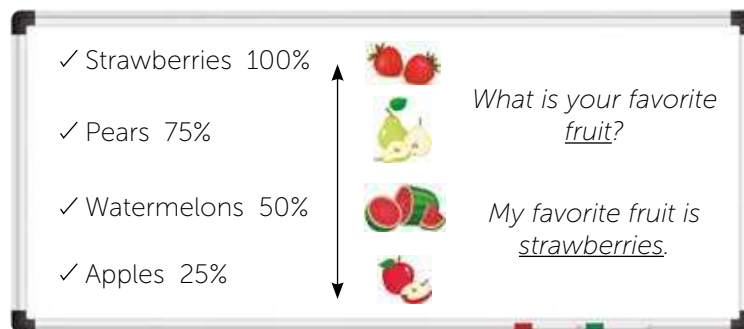 ✓ Strawberries 100%
✓ Pears 75%
✓ Watermelons 50%
✓ Apples 25%
What is your favorite
fruit?
My favorite fruit is
strawberries.